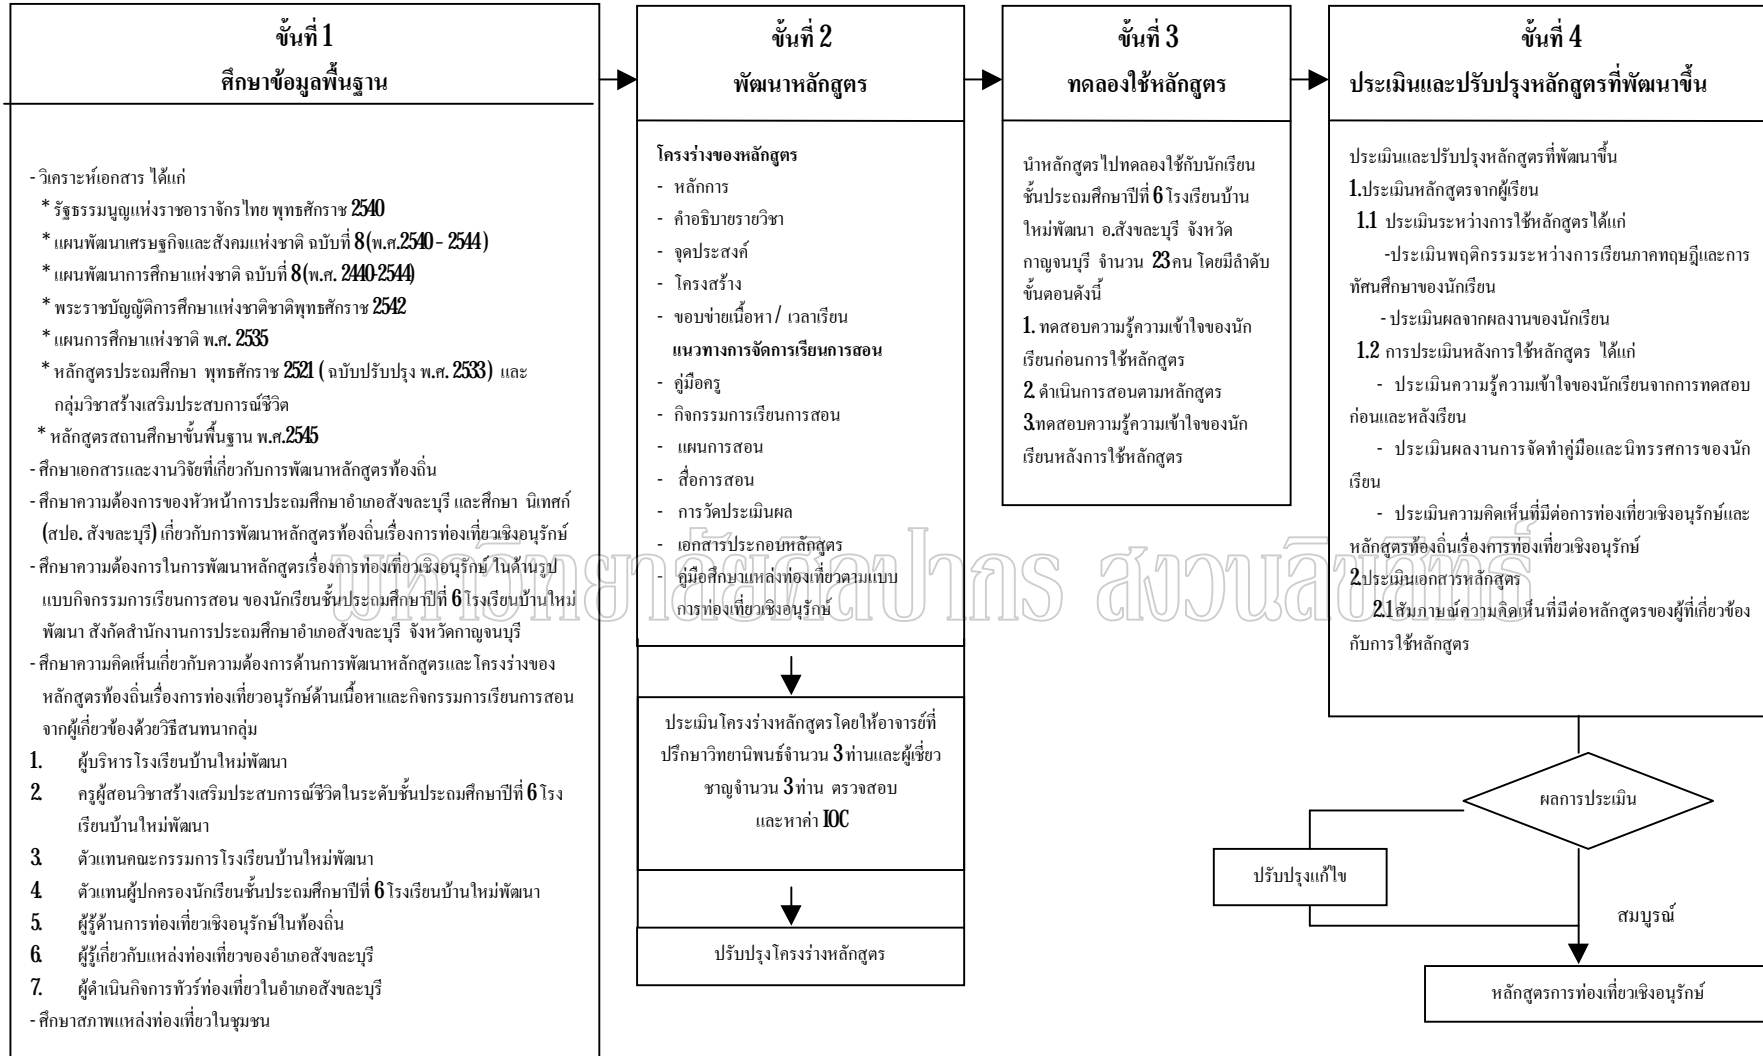 ขั้นที่ 1
ศึกษาข้อมูลพื้นฐาน
- วิเคราะห์เอกสาร ได้แก่
* รัฐธรรมนูญแห่งราชอาราจักรไทย พุทธศักราช 2540
* แผนพัฒนาเศรษฐกิจและสังคมแห่งชาติ ฉบับที่ 8 (พ.ศ.2540 - 2544 )
* แผนพัฒนาการศึกษาแห่งชาติ ฉบับที่ 8 (พ.ศ. 2440-2544)
* พระราชบัญญัติการศึกษาแห่งชาติชาติพุทธศักราช 2542
* แผนการศึกษาแห่งชาติ พ.ศ. 2535
* หลักสูตรประถมศึกษา พุทธศักราช 2521 ( ฉบับปรับปรุง พ.ศ. 2533 ) และ
กลุ่มวิชาสร้างเสริมประสบการณ์ชีวิต
* หลักสูตรสถานศึกษาขั้นพื้นฐาน พ.ศ.2545
- ศึกษาเอกสารและงานวิจัยที่เกี่ยวกับการพัฒนาหลักสูตรท้องถิ่น
- ศึกษาความต้องการของหัวหน้าการประถมศึกษาอำเภอสังขละบุรี และศึกษา นิเทศก์
(สปอ. สังขละบุรี) เกี่ยวกับการพัฒนาหลักสูตรท้องถิ่นเรื่องการท่องเที่ยวเชิงอนุรักษ์
- ศึกษาความต้องการในการพัฒนาหลักสูตรเรื่องการท่องเที่ยวเชิงอนุรักษ์ ในด้านรูป
แบบกิจกรรมการเรียนการสอน ของนักเรียนชั้นประถมศึกษาปีที่ 6 โรงเรียนบ้านใหม่
พัฒนา สังกัดสำนักงานการประถมศึกษาอำเภอสังขละบุรี จังหวัดกาญจนบุรี
- ศึกษาความคิดเห็นเกี่ยวกับความต้องการด้านการพัฒนาหลักสูตรและโครงร่างของ
หลักสูตรท้องถิ่นเรื่องการท่องเที่ยวอนุรักษ์ด้านเนื้อหาและกิจกรรมการเรียนการสอน
จากผู้เกี่ยวข้องด้วยวิธีสนทนากลุ่ม
1. ผู้บริหารโรงเรียนบ้านใหม่พัฒนา
2. ครูผู้สอนวิชาสร้างเสริมประสบการณ์ชีวิตในระดับชั้นประถมศึกษาปีที่ 6 โรง
เรียนบ้านใหม่พัฒนา
3. ตัวแทนคณะกรรมการโรงเรียนบ้านใหม่พัฒนา
4. ตัวแทนผู้ปกครองนักเรียนชั้นประถมศึกษาปีที่ 6 โรงเรียนบ้านใหม่พัฒนา
5. ผู้รู้ด้านการท่องเที่ยวเชิงอนุรักษ์ในท้องถิ่น
6. ผู้รู้เกี่ยวกับแหล่งท่องเที่ยวของอำเภอสังขละบุรี
7. ผู้ดำเนินกิจการทัวร์ท่องเที่ยวในอำเภอสังขละบุรี
- ศึกษาสภาพแหล่งท่องเที่ยวในชุมชน
ขั้นที่ 2
พัฒนาหลักสูตร
โครงร่างของหลักสูตร
- หลักการ
- คำอธิบายรายวิชา
- จุดประสงค์
- โครงสร้าง
- ขอบข่ายเนื้อหา / เวลาเรียน
แนวทางการจัดการเรียนการสอน
- คู่มือครู
- กิจกรรมการเรียนการสอน
- แผนการสอน
- สื่อการสอน
- การวัดประเมินผล
- เอกสารประกอบหลักสูตร
- คู่มือศึกษาแหล่งท่องเที่ยวตามแบบ
การท่องเที่ยวเชิงอนุรักษ์
ประเมินโครงร่างหลักสูตรโดยให้อาจารย์ที่
ปรึกษาวิทยานิพนธ์จำนวน 3 ท่านและผู้เชี่ยว
ชาญจำนวน 3 ท่าน ตรวจสอบ
และหาค่า IOC
ปรับปรุงโครงร่างหลักสูตร
ขั้นที่ 3
ทดลองใช้หลักสูตร
นำหลักสูตรไปทดลองใช้กับนักเรียน
ชั้นประถมศึกษาปีที่ 6 โรงเรียนบ้าน
ใหม่พัฒนา อ.สังขละบุรี จังหวัด
กาญจนบุรี จำนวน 23 คน โดยมีลำดับ
ขั้นตอนดังนี้
1. ทดสอบความรู้ความเข้าใจของนัก
เรียนก่อนการใช้หลักสูตร
2. ดำเนินการสอนตามหลักสูตร
3.ทดสอบความรู้ความเข้าใจของนัก
เรียนหลังการใช้หลักสูตร
ขั้นที่ 4
ประเมินและปรับปรุงหลักสูตรที่พัฒนาขึ้น
ประเมินและปรับปรุงหลักสูตรที่พัฒนาขึ้น
1.ประเมินหลักสูตรจากผู้เรียน
1.1 ประเมินระหว่างการใช้หลักสูตรได้แก่
-ประเมินพฤติกรรมระหว่างการเรียนภาคทฤษฎีและการ
ทัศนศึกษาของนักเรียน
- ประเมินผลจากผลงานของนักเรียน
1.2 การประเมินหลังการใช้หลักสูตร ได้แก่
- ประเมินความรู้ความเข้าใจของนักเรียนจากการทดสอบ
ก่อนและหลังเรียน
- ประเมินผลงานการจัดทำคู่มือและนิทรรศการของนัก
เรียน
- ประเมินความคิดเห็นที่มีต่อการท่องเที่ยวเชิงอนุรักษ์และ
หลักสูตรท้องถิ่นเรื่องการท่องเที่ยวเชิงอนุรักษ์
2.ประเมินเอกสารหลักสูตร
2.1 สัมภาษณ์ความคิดเห็นที่มีต่อหลักสูตรของผู้ที่เกี่ยวข้อง
กับการใช้หลักสูตร
ผลการประเมิน
ปรับปรุงแก้ไข
สมบูรณ์
หลักสูตรการท่องเที่ยวเชิงอนุรักษ์
มหาวิทยาลัยศิลปากร สงวนลิขสิทธิ์